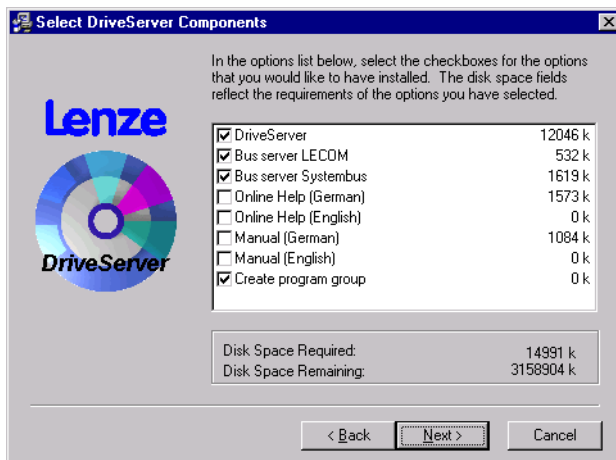 Select DriveServer Components
In the options list below, select the checkboxes for the options
that you would like to have installed. The disk space fields
reflect the requirements of the options you have selected.
Lenze
DriveServer
DriveServer 12046 k
Bus server LECOM 532 k
Bus server Systembus 1619 k
Online Help (German) 1573 k
Online Help (English) 0 k
Manual (German) 1084 k
Manual (English) 0 k
Create program group 0 k
Disk Space Required: 14991 k
Disk Space Remaining: 3158904 k
< Back
Next >
Cancel